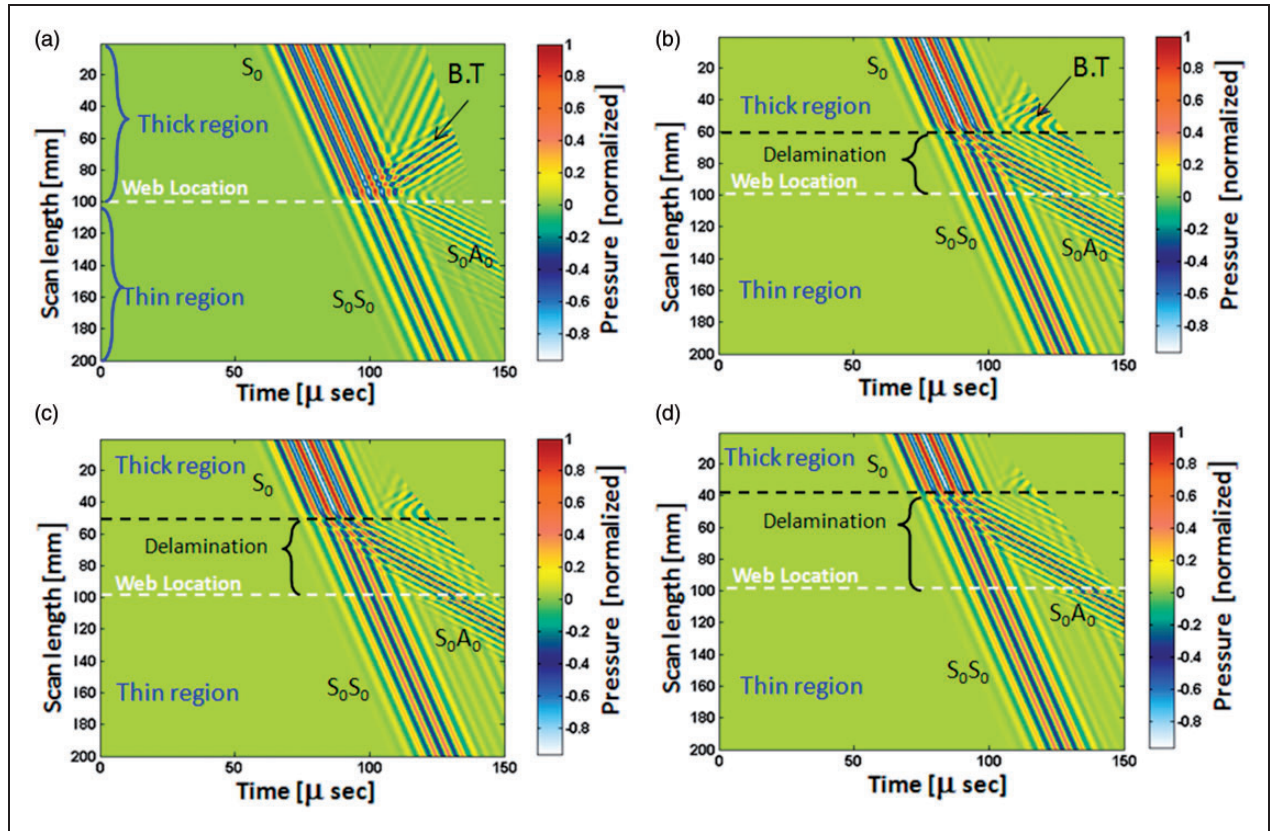 (a)
S₀
B.T
Thick region
Web Location
Thin region
S₀S₀
S₀A₀
Scan length [mm]
20
40
60
80
100
120
140
160
180
200
0
50
100
150
Time [μ sec]
1
0.8
0.6
0.4
0.2
0
-0.2
-0.4
-0.6
-0.8
Pressure [normalized]
(b)
S₀
B.T
Thick region
Delamination
Web Location
S₀S₀
S₀A₀
Thin region
Scan length [mm]
20
40
60
80
100
120
140
160
180
200
0
50
100
150
Time [μ sec]
1
0.8
0.6
0.4
0.2
0
-0.2
-0.4
-0.6
-0.8
Pressure [normalized]
(c)
Thick region
S₀
Delamination
Web Location
S₀A₀
S₀S₀
Thin region
Scan length [mm]
20
40
60
80
100
120
140
160
180
200
0
50
100
150
Time [μ sec]
1
0.8
0.6
0.4
0.2
0
-0.2
-0.4
-0.6
-0.8
Pressure [normalized]
(d)
Thick region
S₀
Delamination
Web Location
S₀A₀
S₀S₀
Thin region
Scan length [mm]
20
40
60
80
100
120
140
160
180
200
0
50
100
150
Time [μ sec]
1
0.8
0.6
0.4
0.2
0
-0.2
-0.4
-0.6
-0.8
Pressure [normalized]